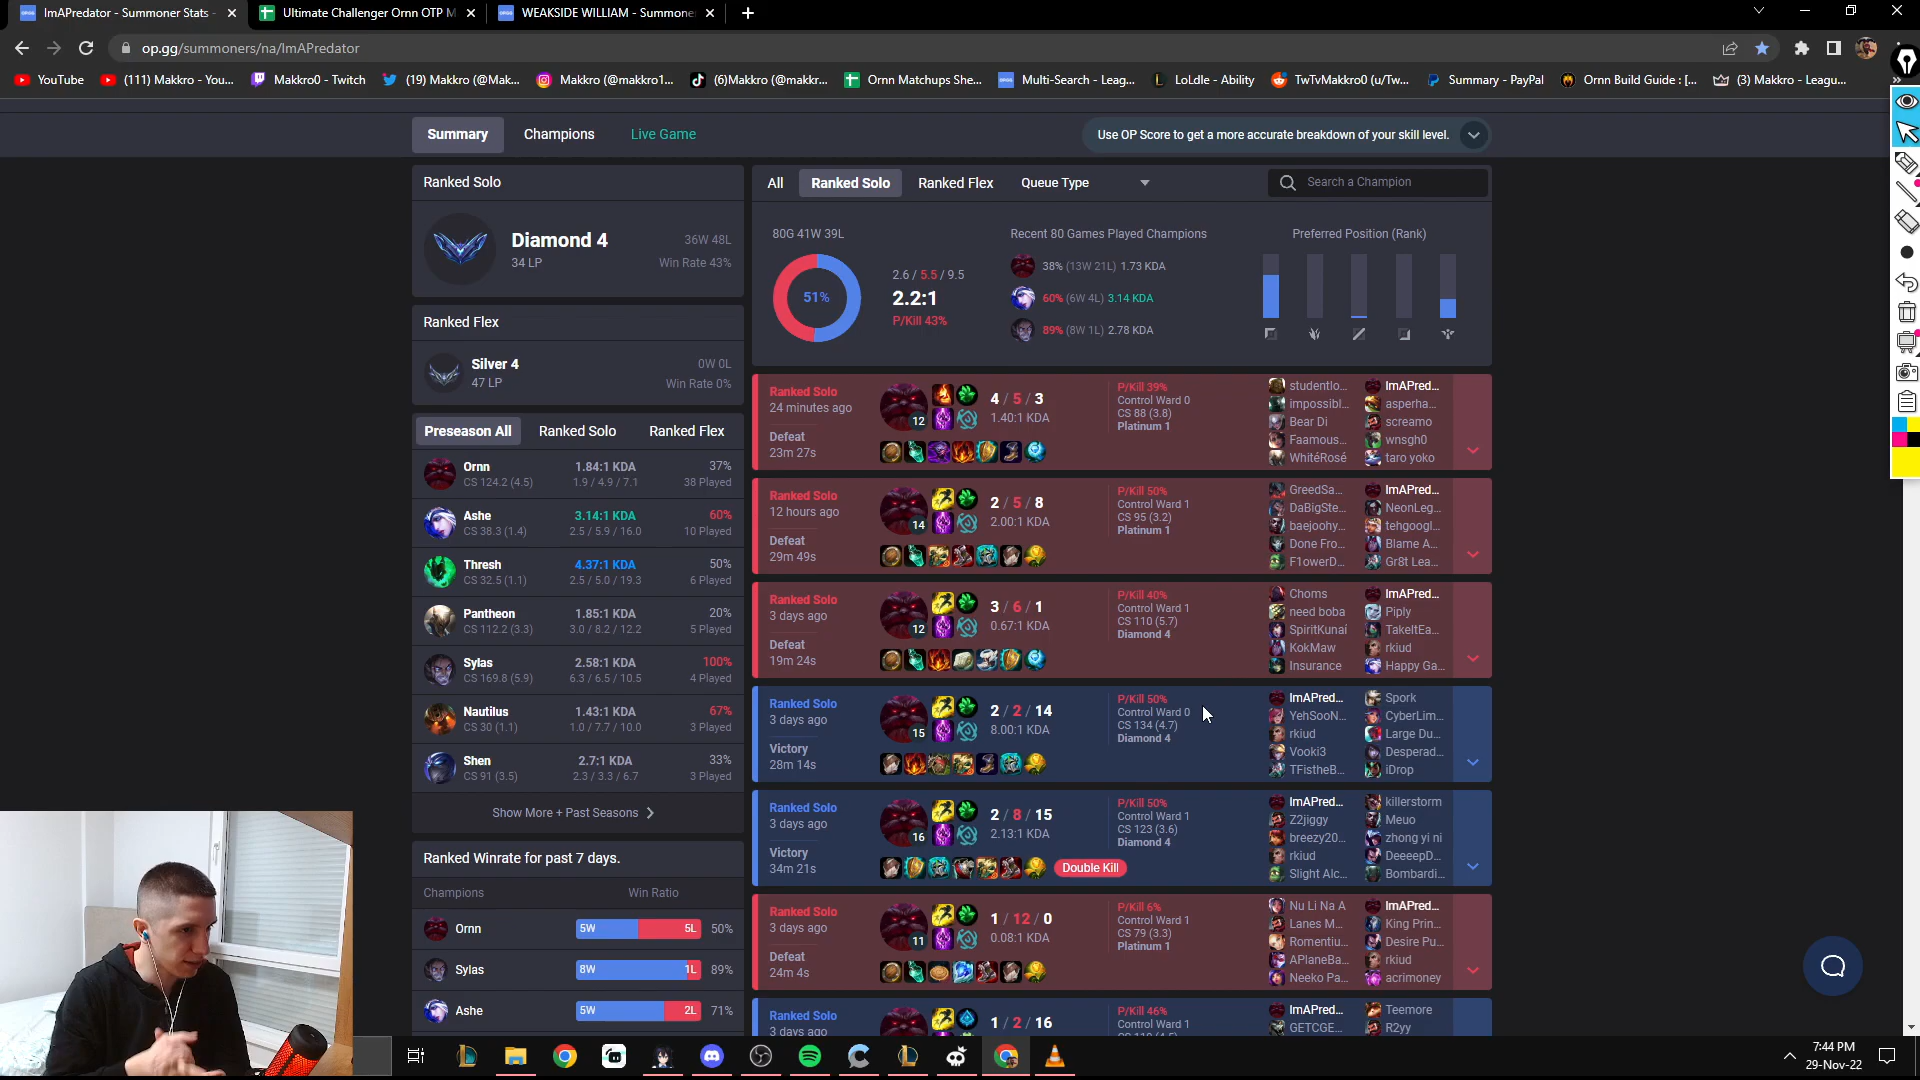 ImAPredator - Summoner Stats -
Ultimate Challenger Ornn OTP M
WEAKSIDE WILLIAM - Summone
op.gg/summoners/na/ImAPredator
YouTube
(111) Makkro - You...
Makkro0 - Twitch
(19) Makkro (@Mak...
Makkro (@makkro1...
(6)Makkro (@makkr...
Ornn Matchups She...
Multi-Search - Leag...
LoLdle - Ability
TwTvMakkro0 (u/Tw...
Summary - PayPal
Ornn Build Guide : [...
(3) Makkro - Leagu...
Summary
Champions
Live Game
Use OP Score to get a more accurate breakdown of your skill level.
Ranked Solo
Diamond 4
34 LP
36W 48L
Win Rate 43%
Ranked Flex
Silver 4
47 LP
0W 0L
Win Rate 0%
Preseason All
Ranked Solo
Ranked Flex
Ornn 1.84:1 KDA 37%
CS 124.2 (4.5) 1.9 / 4.9 / 7.1 38 Played
Ashe 3.14:1 KDA 60%
CS 38.3 (1.4) 2.5 / 5.9 / 16.0 10 Played
Thresh 4.37:1 KDA 50%
CS 32.5 (1.1) 2.5 / 5.0 / 19.3 6 Played
Pantheon 1.85:1 KDA 20%
CS 112.2 (3.3) 3.0 / 8.2 / 12.2 5 Played
Sylas 2.58:1 KDA 100%
CS 169.8 (5.9) 6.3 / 6.5 / 10.5 4 Played
Nautilus 1.43:1 KDA 67%
CS 30 (1.1) 1.0 / 7.7 / 10.0 3 Played
Shen 2.7:1 KDA 33%
CS 91 (3.5) 2.3 / 3.3 / 6.7 3 Played
Show More + Past Seasons
Ranked Winrate for past 7 days.
Champions Win Ratio
Ornn 5W 5L 50%
Sylas 8W 1L 89%
Ashe 5W 2L 71%
All
Ranked Solo
Ranked Flex
Queue Type
Search a Champion
80G 41W 39L
51%
2.6 / 5.5 / 9.5
2.2:1
P/Kill 43%
Recent 80 Games Played Champions
38% (13W 21L) 1.73 KDA
60% (6W 4L) 3.14 KDA
89% (8W 1L) 2.78 KDA
Preferred Position (Rank)
Ranked Solo
24 minutes ago
Defeat
23m 27s
12
4 / 5 / 3
1.40:1 KDA
P/Kill 39%
Control Ward 0
CS 88 (3.8)
Platinum 1
studentlo... ImAPred...
impossibl... asperha...
Bear Di screamo
Faamous... wnsgh0
WhitéRosé taro yoko
Ranked Solo
12 hours ago
Defeat
29m 49s
14
2 / 5 / 8
2.00:1 KDA
P/Kill 50%
Control Ward 1
CS 95 (3.2)
Platinum 1
GreedSa... ImAPred...
DaBigSte... NeonLeg...
baejoohy... tehgoogl...
Done Fro... Blame A...
F1owerD... Gr8t Lea...
Ranked Solo
3 days ago
Defeat
19m 24s
12
3 / 6 / 1
0.67:1 KDA
P/Kill 40%
Control Ward 1
CS 110 (5.7)
Diamond 4
Choms ImAPred...
need boba Piply
SpiritKunai TakeItEa...
KokMaw rkiud
Insurance Happy Ga...
Ranked Solo
3 days ago
Victory
28m 14s
15
2 / 2 / 14
8.00:1 KDA
P/Kill 50%
Control Ward 0
CS 134 (4.7)
Diamond 4
ImAPred... Spork
YehSooN... CyberLim...
rkiud Large Du...
Vooki3 Desperad...
TFistheB... iDrop
Ranked Solo
3 days ago
Victory
34m 21s
16
2 / 8 / 15
2.13:1 KDA
Double Kill
P/Kill 50%
Control Ward 1
CS 123 (3.6)
Diamond 4
ImAPred... killerstorm
Z2jiggy Meuo
breezy20... zhong yi ni
rkiud DeeeepD...
Slight Alc... Bombardi...
Ranked Solo
3 days ago
Defeat
24m 4s
11
1 / 12 / 0
0.08:1 KDA
P/Kill 6%
Control Ward 1
CS 79 (3.3)
Platinum 1
Nu Li Na A ImAPred...
Lanes M... King Prin...
Romentiu... Desire Pu...
APlaneBa... rkiud
Neeko Pa... acrimoney
Ranked Solo
3 days ago
1 / 2 / 16
P/Kill 46%
Control Ward 1
ImAPred... Teemore
GETCGE... R2yy
7:44 PM
29-Nov-22